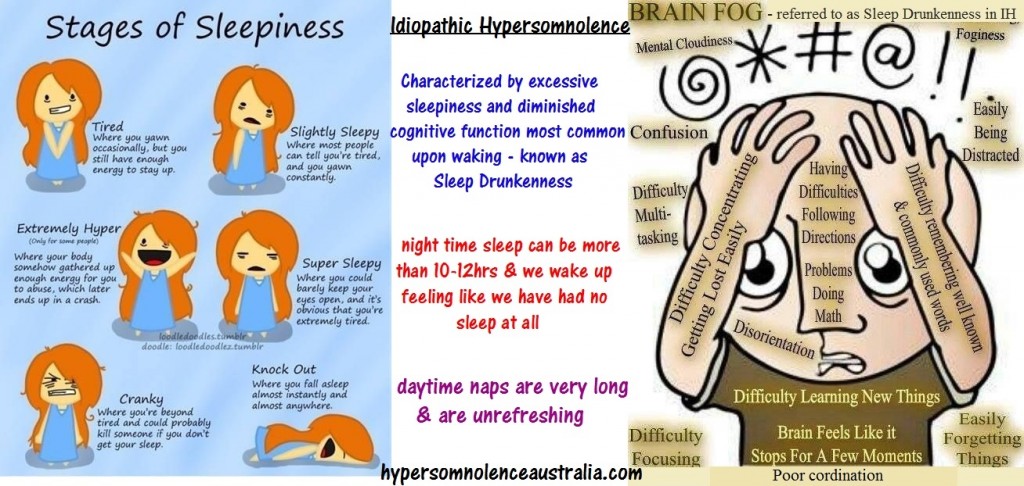 Stages of Sleepiness
Tired
Where you yawn
occasionally, but you
still have enough
energy to stay up.
Slightly Sleepy
Where most people
can tell you're tired,
and you yawn
constantly.
Extremely Hyper
(Only for some people)
Where your body
somehow gathered up
enough energy for you
to abuse, which later
ends up in a crash.
Super Sleepy
Where you could
barely keep your
eyes open, and it's
obvious that you're
extremely tired.
loodledoodles.tumblr
doodle: loodledoodlez.tumblr
Cranky
Where you're beyond
tired and could probably
kill someone if you don't
get your sleep.
Knock Out
Where you fall asleep
almost instantly and
almost anywhere.
Idiopathic Hypersomnolence
Characterized by excessive
sleepiness and diminished
cognitive function most common
upon waking - known as
Sleep Drunkenness
night time sleep can be more
than 10-12hrs & we wake up
feeling like we have had no
sleep at all
daytime naps are very long
& are unrefreshing
hypersomnolenceaustralia.com
BRAIN FOG - referred to as Sleep Drunkenness in IH
Mental Cloudiness
Foginess
@*#@!!
Confusion
Easily
Being
Distracted
Difficulty
Multi-
tasking
Difficulty Concentrating
Getting Lost Easily
Having
Difficulties
Following
Directions
Problems
Doing
Math
Difficulty remembering well known
& commonly used words
Disorientation
Difficulty Learning New Things
Brain Feels Like it
Stops For A Few Moments
Difficulty
Focusing
Easily
Forgetting
Things
Poor cordination